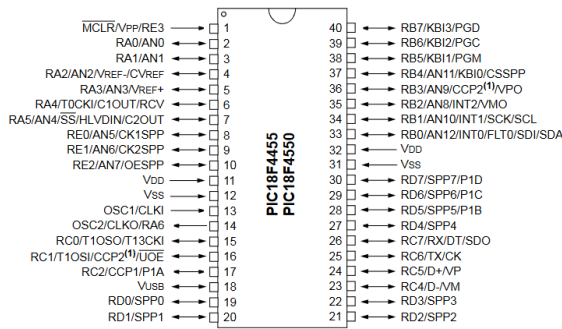 MCLR/VPP/RE3 1
RA0/AN0 2
RA1/AN1 3
RA2/AN2/VREF-/CVREF 4
RA3/AN3/VREF+ 5
RA4/T0CKI/C1OUT/RCV 6
RA5/AN4/SS/HLVDIN/C2OUT 7
RE0/AN5/CK1SPP 8
RE1/AN6/CK2SPP 9
RE2/AN7/OESPP 10
VDD 11
VSS 12
OSC1/CLKI 13
OSC2/CLKO/RA6 14
RC0/T1OSO/T13CKI 15
RC1/T1OSI/CCP2(1)/UOE 16
RC2/CCP1/P1A 17
VUSB 18
RD0/SPP0 19
RD1/SPP1 20
PIC18F4455
PIC18F4550
40 RB7/KBI3/PGD
39 RB6/KBI2/PGC
38 RB5/KBI1/PGM
37 RB4/AN11/KBI0/CSSPP
36 RB3/AN9/CCP2(1)/VPO
35 RB2/AN8/INT2/VMO
34 RB1/AN10/INT1/SCK/SCL
33 RB0/AN12/INT0/FLT0/SDI/SDA
32 VDD
31 VSS
30 RD7/SPP7/P1D
29 RD6/SPP6/P1C
28 RD5/SPP5/P1B
27 RD4/SPP4
26 RC7/RX/DT/SDO
25 RC6/TX/CK
24 RC5/D+/VP
23 RC4/D-/VM
22 RD3/SPP3
21 RD2/SPP2